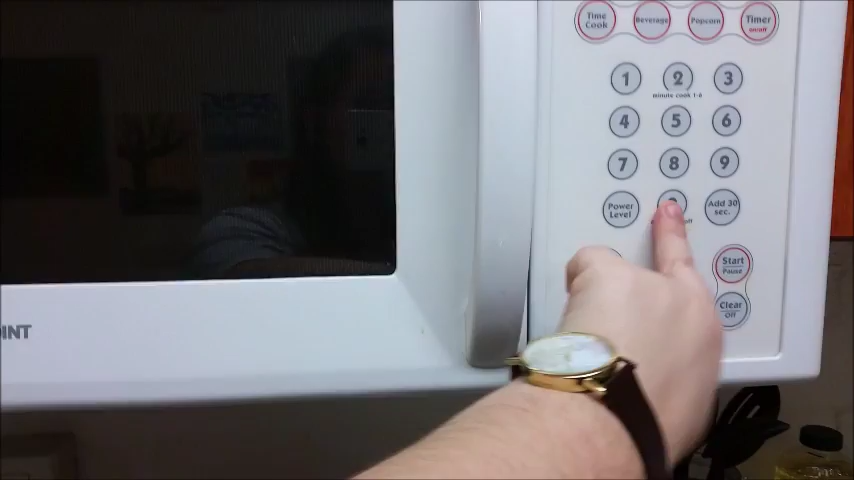 Time Cook
Beverage
Popcorn
Timer
on/off
1
2
3
minute cook 1-6
4
5
6
7
8
9
Power Level
Add 30 sec.
Start
Pause
Clear
Off